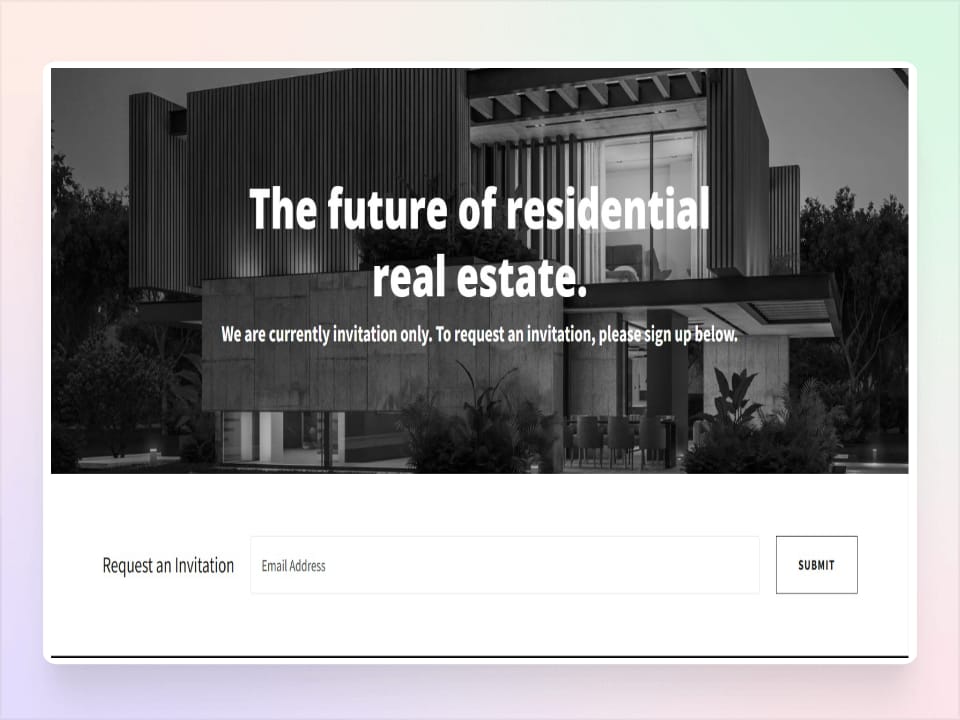 The future of residential
real estate.
We are currently invitation only. To request an invitation, please sign up below.
Request an Invitation
Email Address
SUBMIT